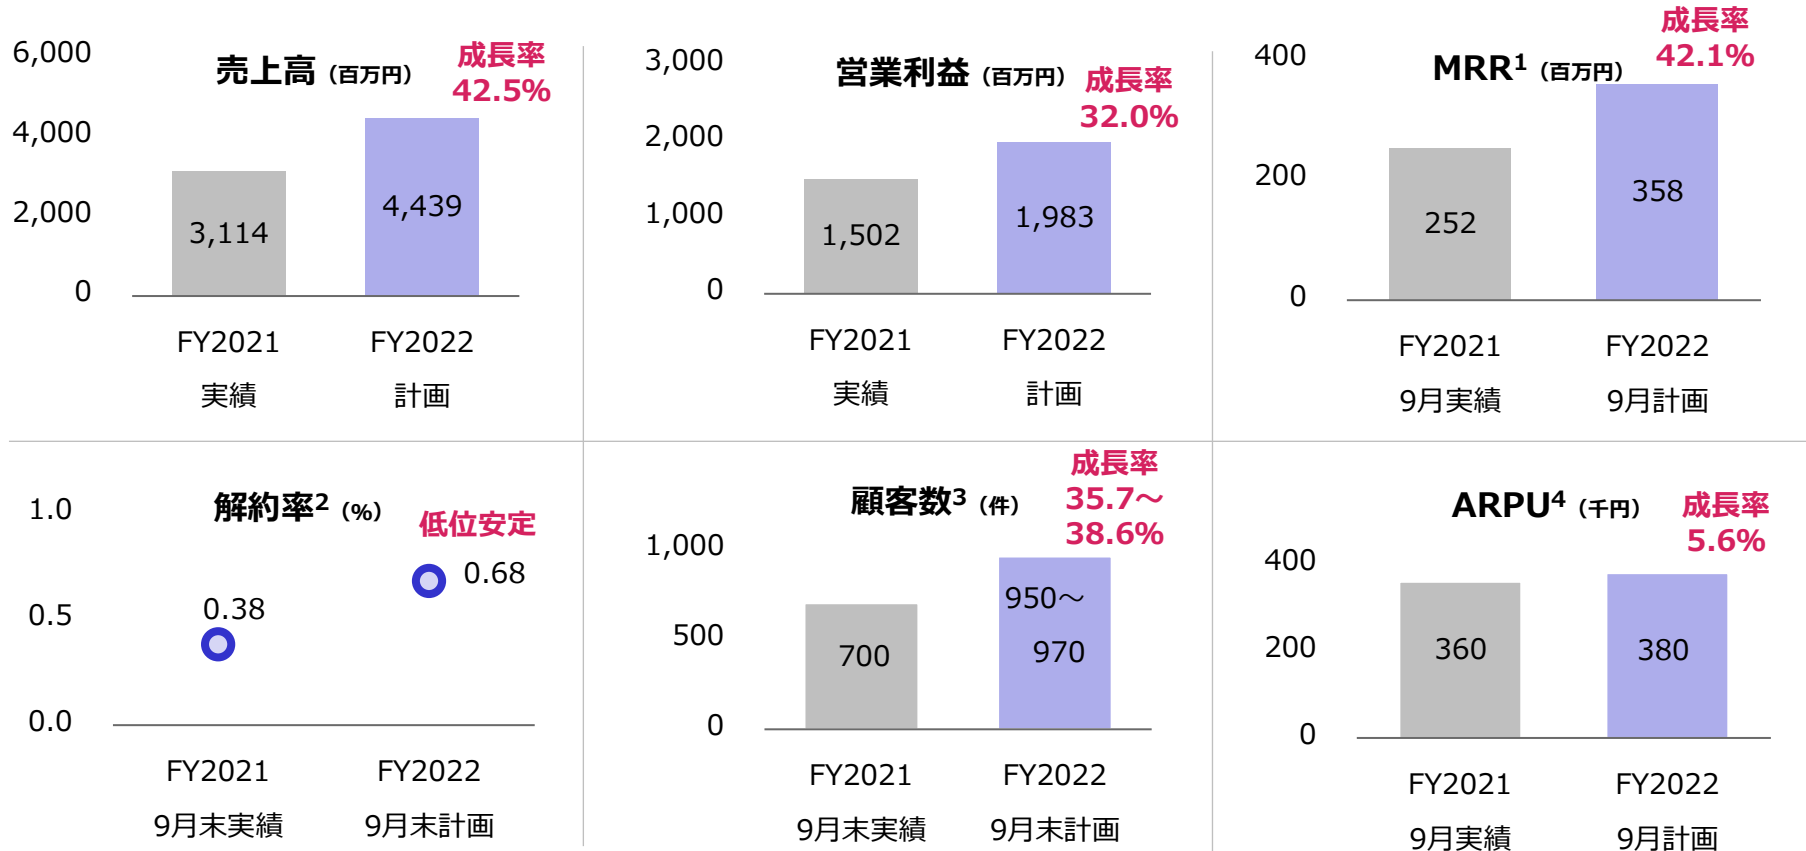 売上高（百万円）
成長率
42.5%
6,000
4,000
2,000
0
3,114
4,439
FY2021
実績
FY2022
計画
営業利益（百万円）
成長率
32.0%
3,000
2,000
1,000
0
1,502
1,983
FY2021
実績
FY2022
計画
MRR1（百万円）
成長率
42.1%
400
200
0
252
358
FY2021
9月実績
FY2022
9月計画
解約率2（%）
低位安定
1.0
0.5
0.0
0.38
0.68
FY2021
9月末実績
FY2022
9月末計画
顧客数3（件）
成長率
35.7～
38.6%
1,000
500
0
700
950～
970
FY2021
9月末実績
FY2022
9月末計画
ARPU4（千円）
成長率
5.6%
400
200
0
360
380
FY2021
9月実績
FY2022
9月計画